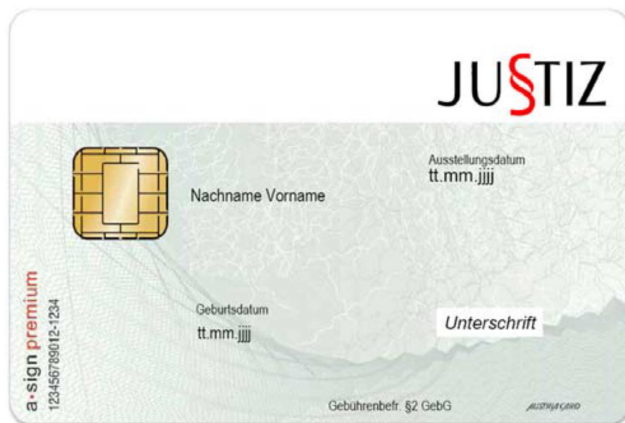 JU§TIZ
Ausstellungsdatum
tt.mm.jjjj
Nachname Vorname
Geburtsdatum
tt.mm.jjjj
Unterschrift
a•sign premium
123456789012-1234
Gebührenbefr. §2 GebG
AUSTRIACARD